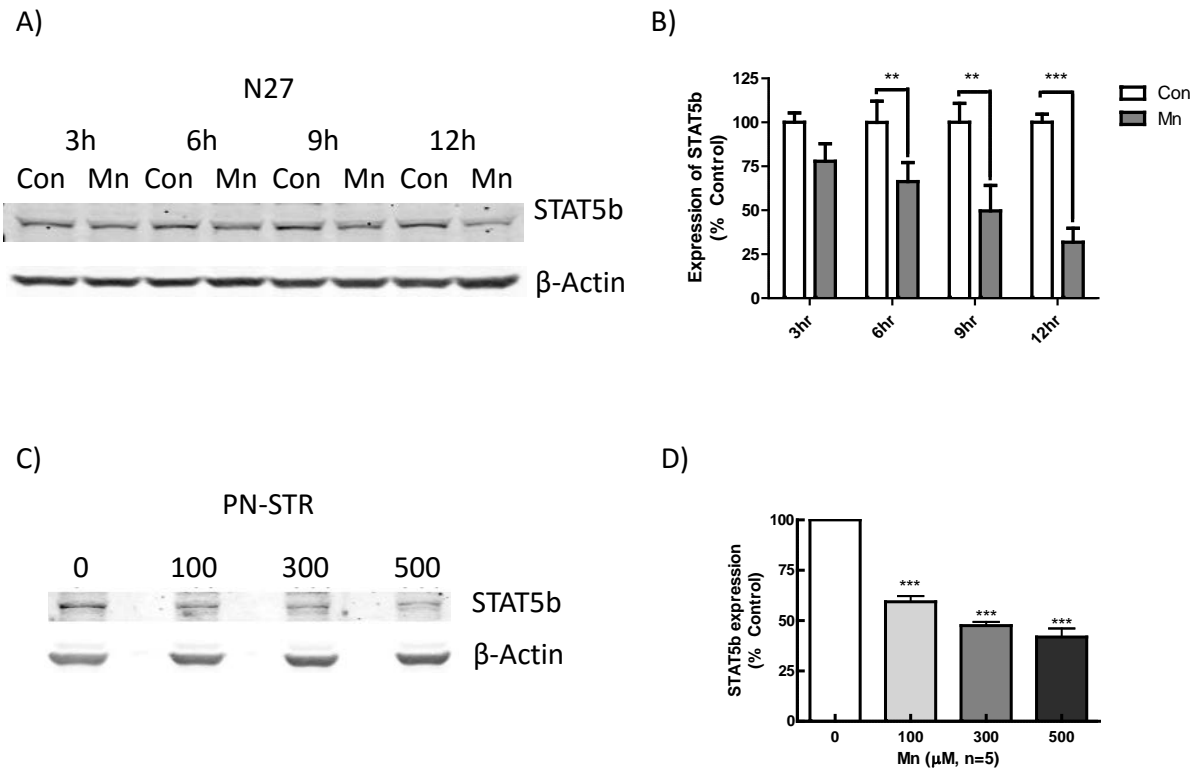 A)
N27
3h 6h 9h 12h
Con Mn Con Mn Con Mn Con Mn
STAT5b
β-Actin
B)
Expression of STAT5b
(% Control)
125
100
75
50
25
0
** ** ***
3hr 6hr 9hr 12hr
Con
Mn
C)
PN-STR
0 100 300 500
STAT5b
β-Actin
D)
STAT5b expression
(% Control)
100
75
50
25
0
*** *** ***
0 100 300 500
Mn (μM, n=5)